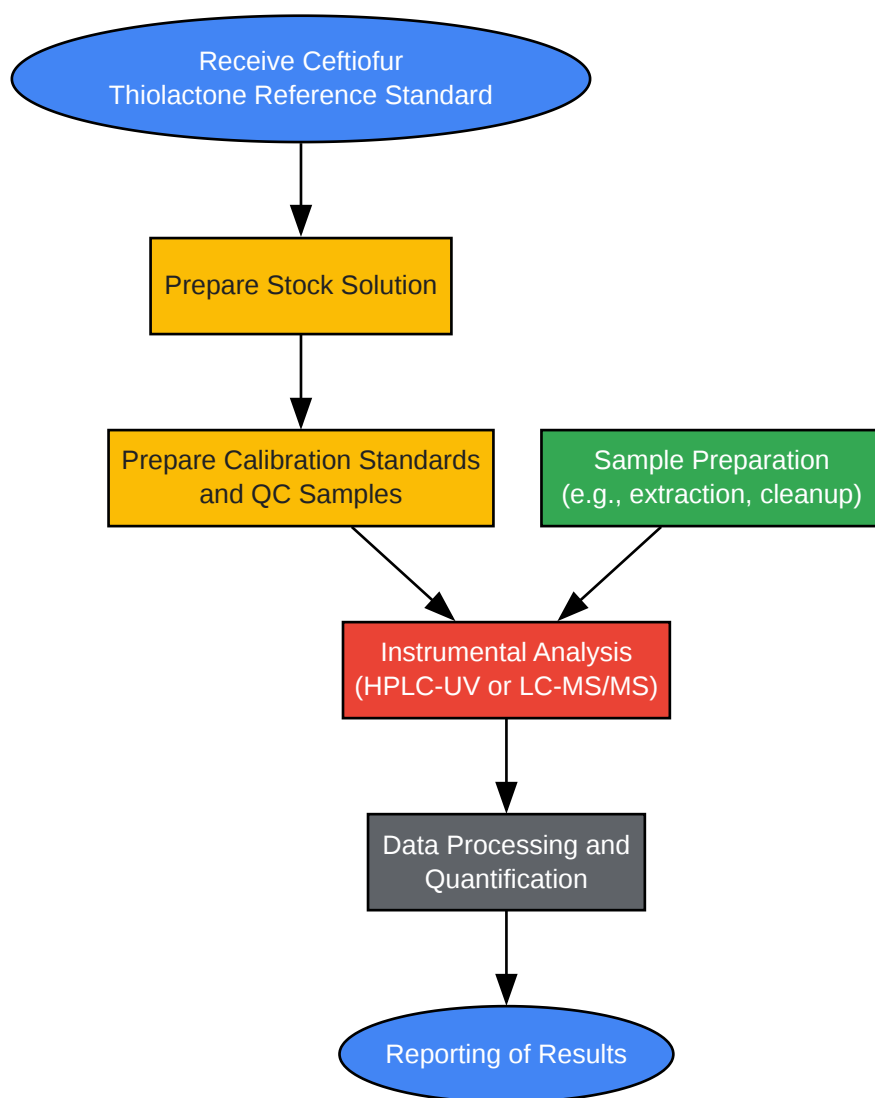 Receive Ceftiofur
Thiolactone Reference Standard
Prepare Stock Solution
Prepare Calibration Standards
and QC Samples
Sample Preparation
(e.g., extraction, cleanup)
Instrumental Analysis
(HPLC-UV or LC-MS/MS)
Data Processing and
Quantification
Reporting of Results